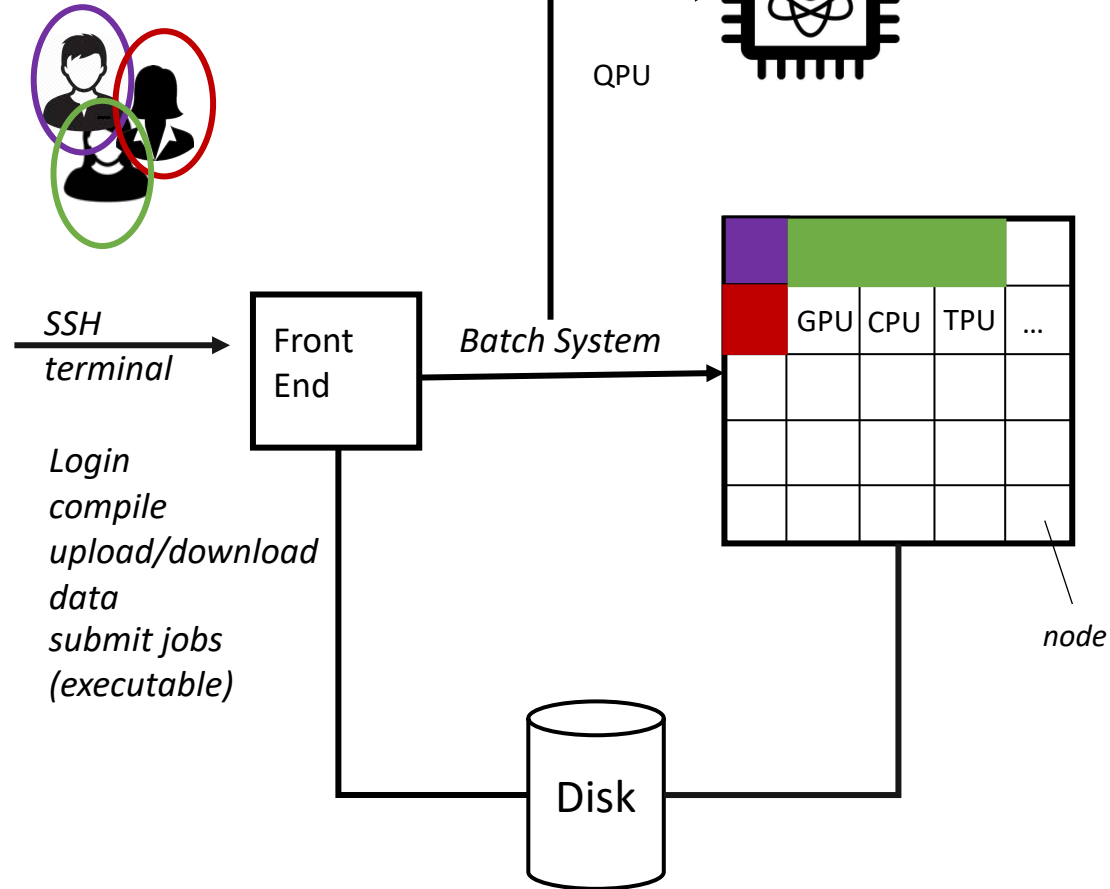 QPU
SSH
terminal
Front
End
Batch System
GPU CPU TPU ...
Login
compile
upload/download
data
submit jobs
(executable)
node
Disk